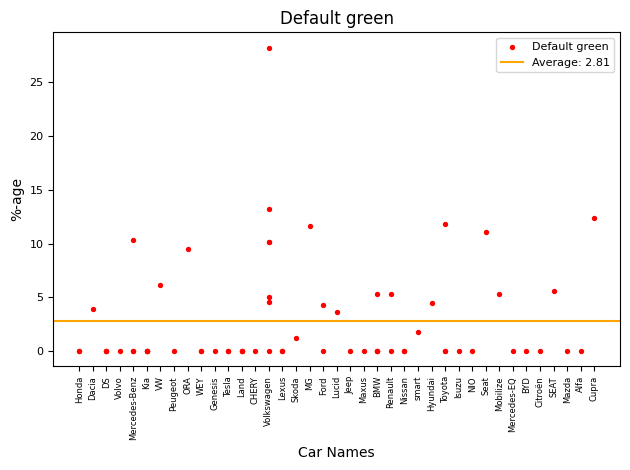 Default green
Default green
Average: 2.81
%-age
25
20
15
10
5
0
Honda
Dacia
DS
Volvo
Mercedes-Benz
Kia
VW
Peugeot
ORA
WEY
Genesis
Tesla
Land
CHERY
Volkswagen
Lexus
Skoda
MG
Ford
Lucid
Jeep
Maxus
BMW
Renault
Nissan
smart
Hyundai
Toyota
Isuzu
NIO
Seat
Mobilize
Mercedes-EQ
BYD
Citroën
SEAT
Mazda
Alfa
Cupra
Car Names